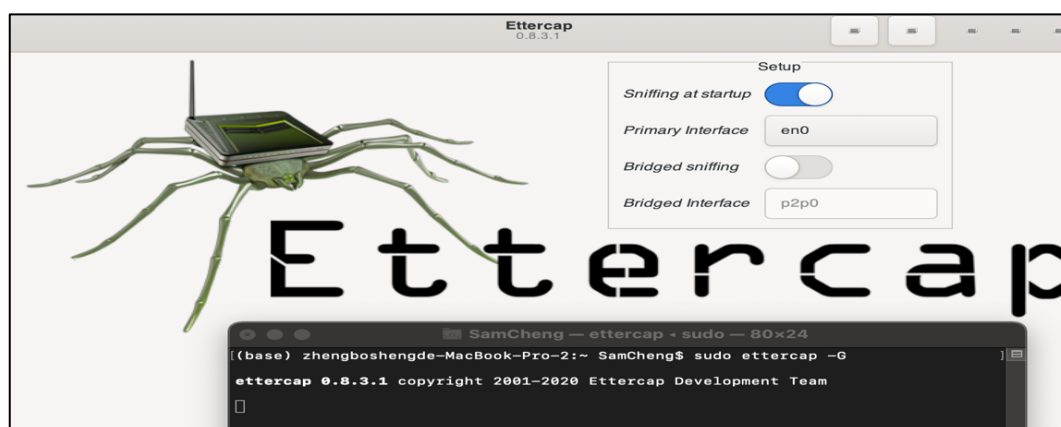 Ettercap
0.8.3.1
Setup
Sniffing at startup
Primary Interface en0
Bridged sniffing
Bridged Interface p2p0
Ettercap
SamCheng — ettercap ◂ sudo — 80×24
[(base) zhengboshengde-MacBook-Pro-2:~ SamCheng$ sudo ettercap -G ]
ettercap 0.8.3.1 copyright 2001-2020 Ettercap Development Team